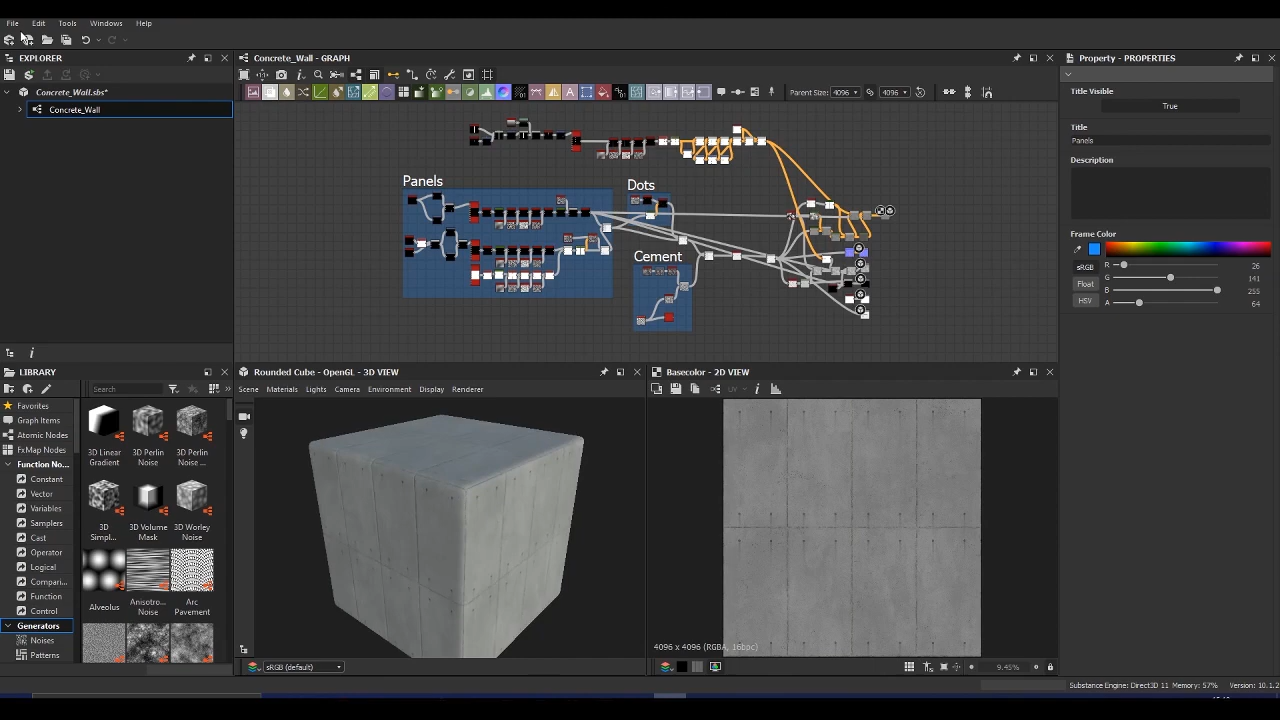 File Edit Tools Windows Help
EXPLORER
Concrete_Wall.sbs*
Concrete_Wall
Concrete_Wall - GRAPH
Parent Size: 4096 4096
Panels
Dots
Cement
Property - PROPERTIES
Title Visible
True
Title
Panels
Description
Frame Color
sRGB
R 26
Float
G 141
B 255
HSV
A 64
LIBRARY
Search
Favorites
Graph Items
Atomic Nodes
FxMap Nodes
Function No...
Constant
Vector
Variables
Samplers
Cast
Operator
Logical
Compari...
Function
Control
Generators
Noises
Patterns
3D Linear Gradient
3D Perlin Noise
3D Perlin Noise ...
3D Simpl...
3D Volume Mask
3D Worley Noise
Alveolus
Anisotro... Noise
Arc Pavement
Rounded Cube - OpenGL - 3D VIEW
Scene Materials Lights Camera Environment Display Renderer
sRGB (default)
Basecolor - 2D VIEW
UV
4096 x 4096 (RGBA, 16bpc)
9.45%
Substance Engine: Direct3D 11 Memory: 57% Version: 10.1.2